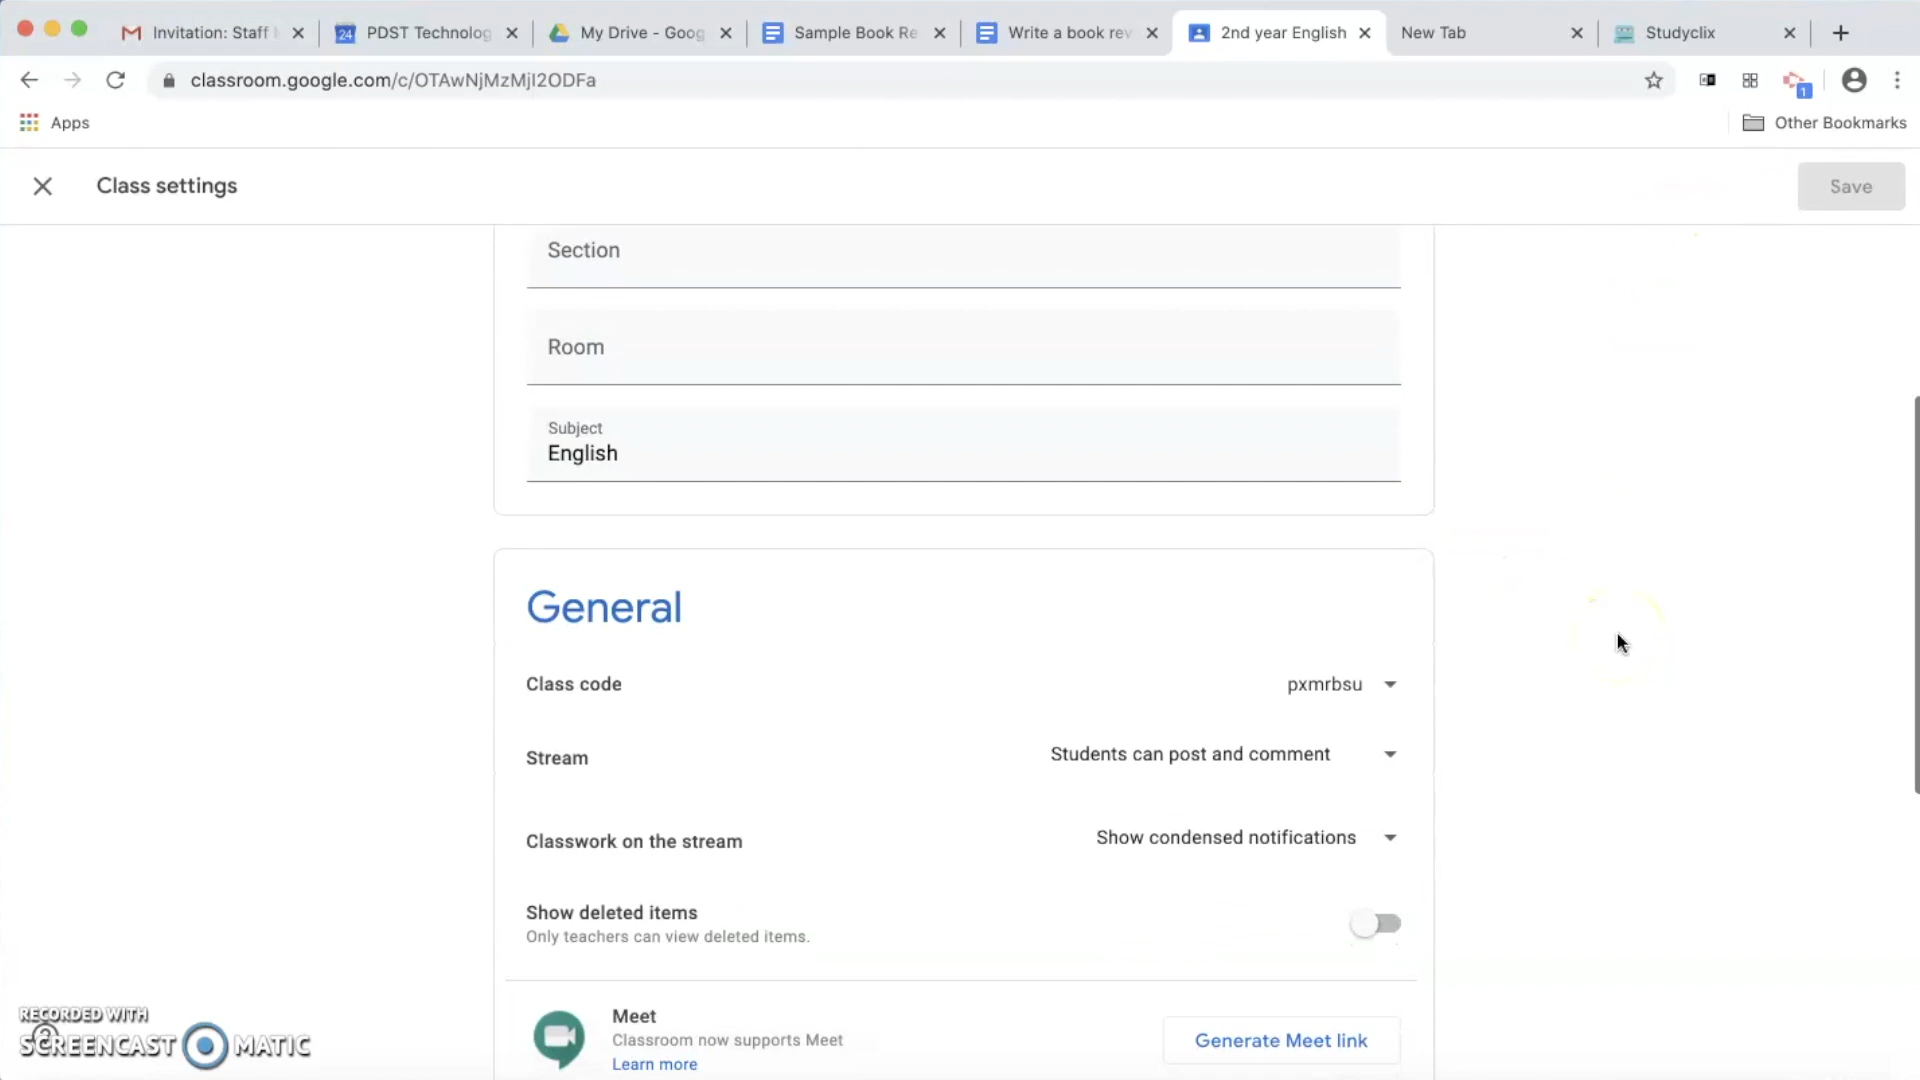 Invitation: Staff
24
PDST Technolog
My Drive - Goog
Sample Book Re
Write a book rev
2nd year English
New Tab
Studyclix
classroom.google.com/c/OTAwNjMzMjI2ODFa
1
Apps
Other Bookmarks
Class settings
Save
Section
Room
Subject
English
General
Class code
pxmrbsu
Stream
Students can post and comment
Classwork on the stream
Show condensed notifications
Show deleted items
Only teachers can view deleted items.
Meet
Classroom now supports Meet
Learn more
Generate Meet link
RECORDED WITH
SCREENCAST MATIC